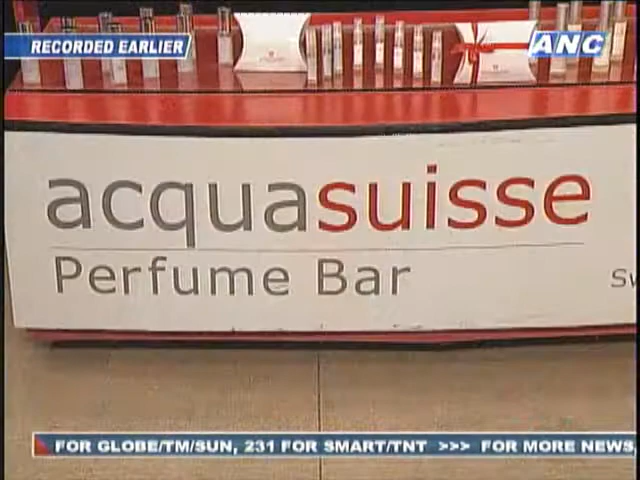 RECORDED EARLIER
ANC
acquasuisse
Perfume Bar
FOR GLOBE/TM/SUN, 231 FOR SMART/TNT >>> FOR MORE NEWS,